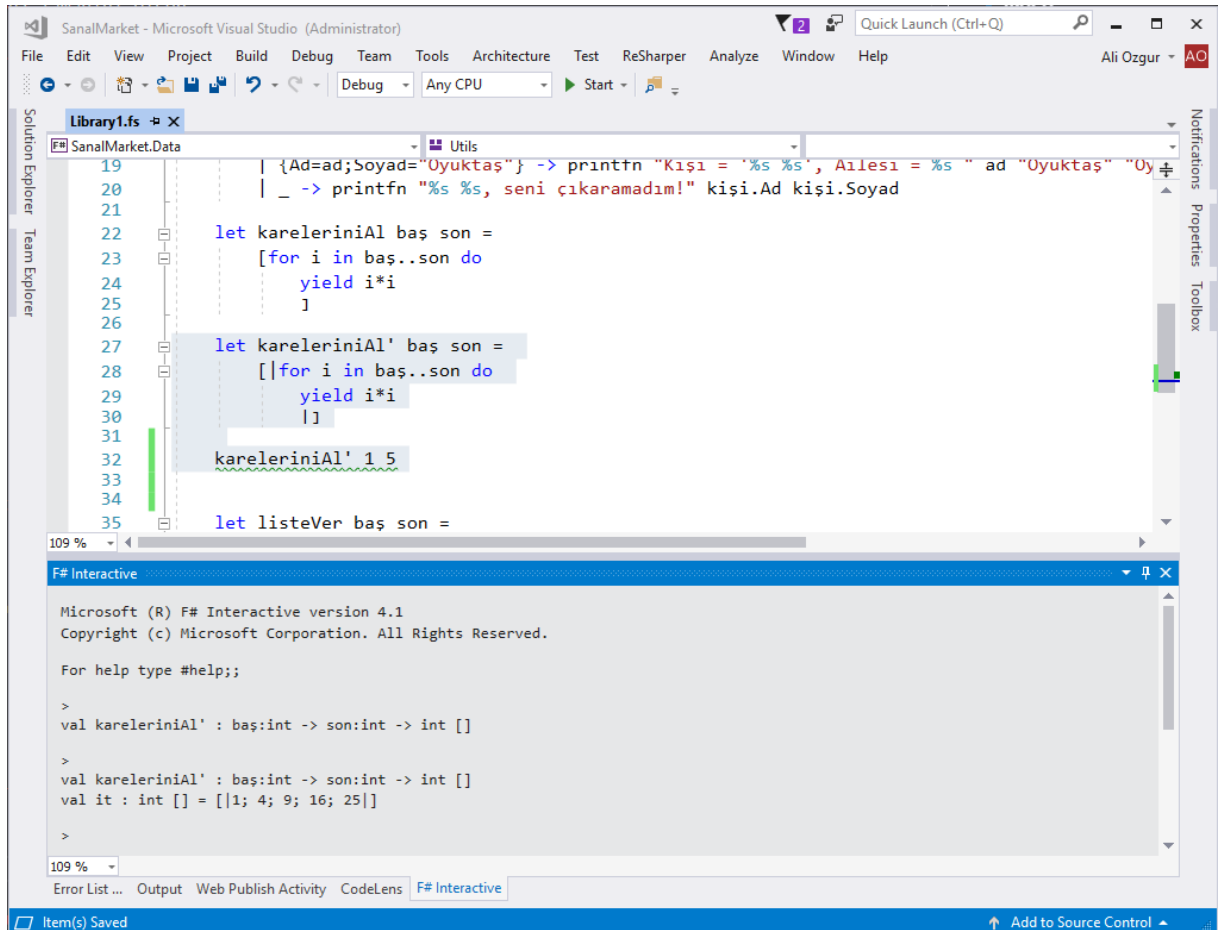 SanalMarket - Microsoft Visual Studio (Administrator)
2
Quick Launch (Ctrl+Q)
File Edit View Project Build Debug Team Tools Architecture Test ReSharper Analyze Window Help
Ali Ozgur
AO
Debug Any CPU Start
Solution Explorer
Team Explorer
Library1.fs
F# SanalMarket.Data Utils
19 | {Ad=ad;Soyad="Oyuktaş"} -> printfn "Kişi = '%s %s', Ailesi = %s " ad "Oyuktaş" "Oy
20 | _ -> printfn "%s %s, seni çıkaramadım!" kişi.Ad kişi.Soyad
21
22 let kareleriniAl baş son =
23 [for i in baş..son do
24 yield i*i
25 ]
26
27 let kareleriniAl' baş son =
28 [|for i in baş..son do
29 yield i*i
30 |]
31
32 kareleriniAl' 1 5
33
34
35 let listeVer baş son =
109 %
Notifications
Properties
Toolbox
F# Interactive
Microsoft (R) F# Interactive version 4.1
Copyright (c) Microsoft Corporation. All Rights Reserved.
For help type #help;;
>
val kareleriniAl' : baş:int -> son:int -> int []
>
val kareleriniAl' : baş:int -> son:int -> int []
val it : int [] = [|1; 4; 9; 16; 25|]
>
109 %
Error List ... Output Web Publish Activity CodeLens F# Interactive
Item(s) Saved
Add to Source Control